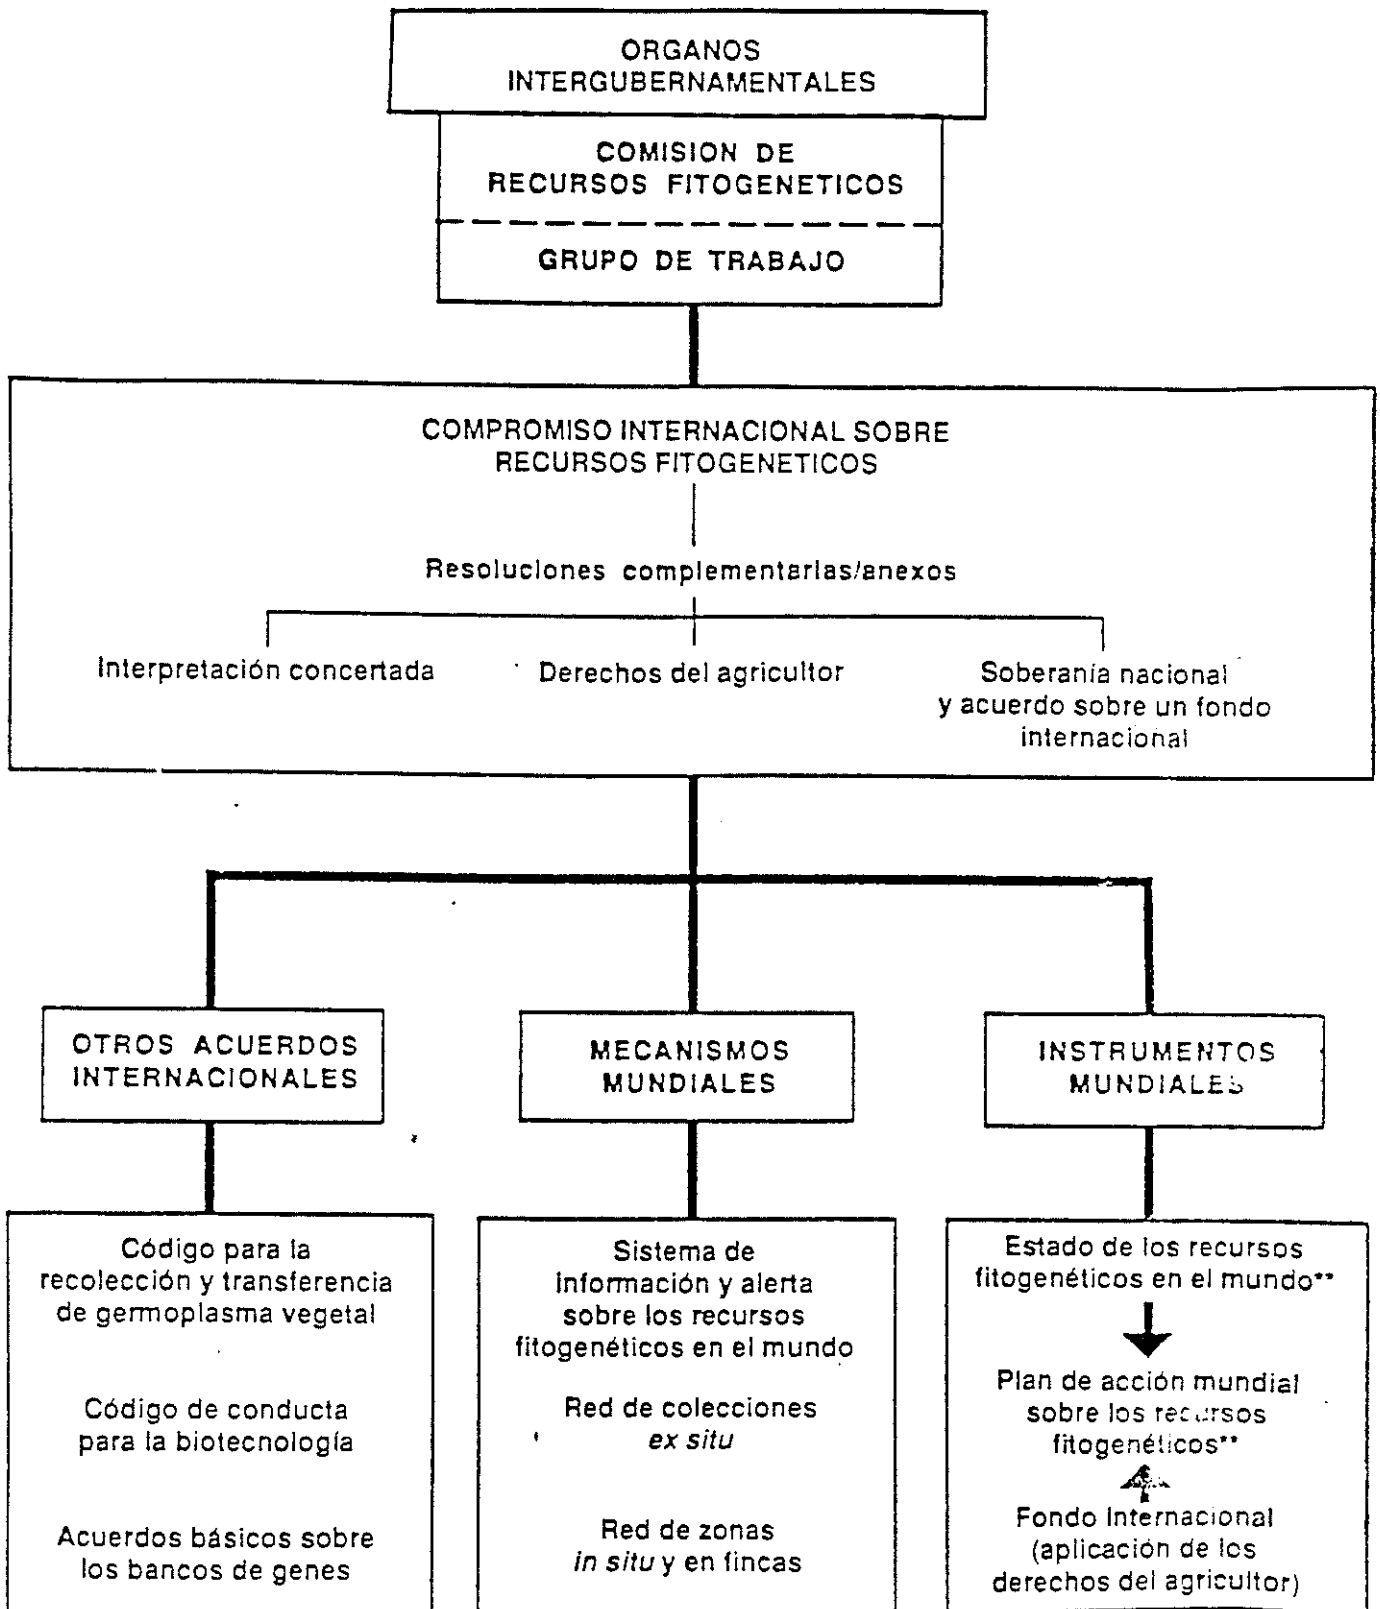 ORGANOS
INTERGUBERNAMENTALES
COMISION DE
RECURSOS FITOGENETICOS
GRUPO DE TRABAJO
COMPROMISO INTERNACIONAL SOBRE
RECURSOS FITOGENETICOS
Resoluciones complementarias/anexos
Interpretación concertada
Derechos del agricultor
Soberanía nacional
y acuerdo sobre un fondo
internacional
OTROS ACUERDOS
INTERNACIONALES
MECANISMOS
MUNDIALES
INSTRUMENTOS
MUNDIALES
Código para la
recolección y transferencia
de germoplasma vegetal
Código de conducta
para la biotecnología
Acuerdos básicos sobre
los bancos de genes
Sistema de
información y alerta
sobre los recursos
fitogenéticos en el mundo
Red de colecciones
ex situ
Red de zonas
in situ y en fincas
Estado de los recursos
fitogenéticos en el mundo**
Plan de acción mundial
sobre los recursos
fitogenéticos**
Fondo Internacional
(aplicación de los
derechos del agricultor)